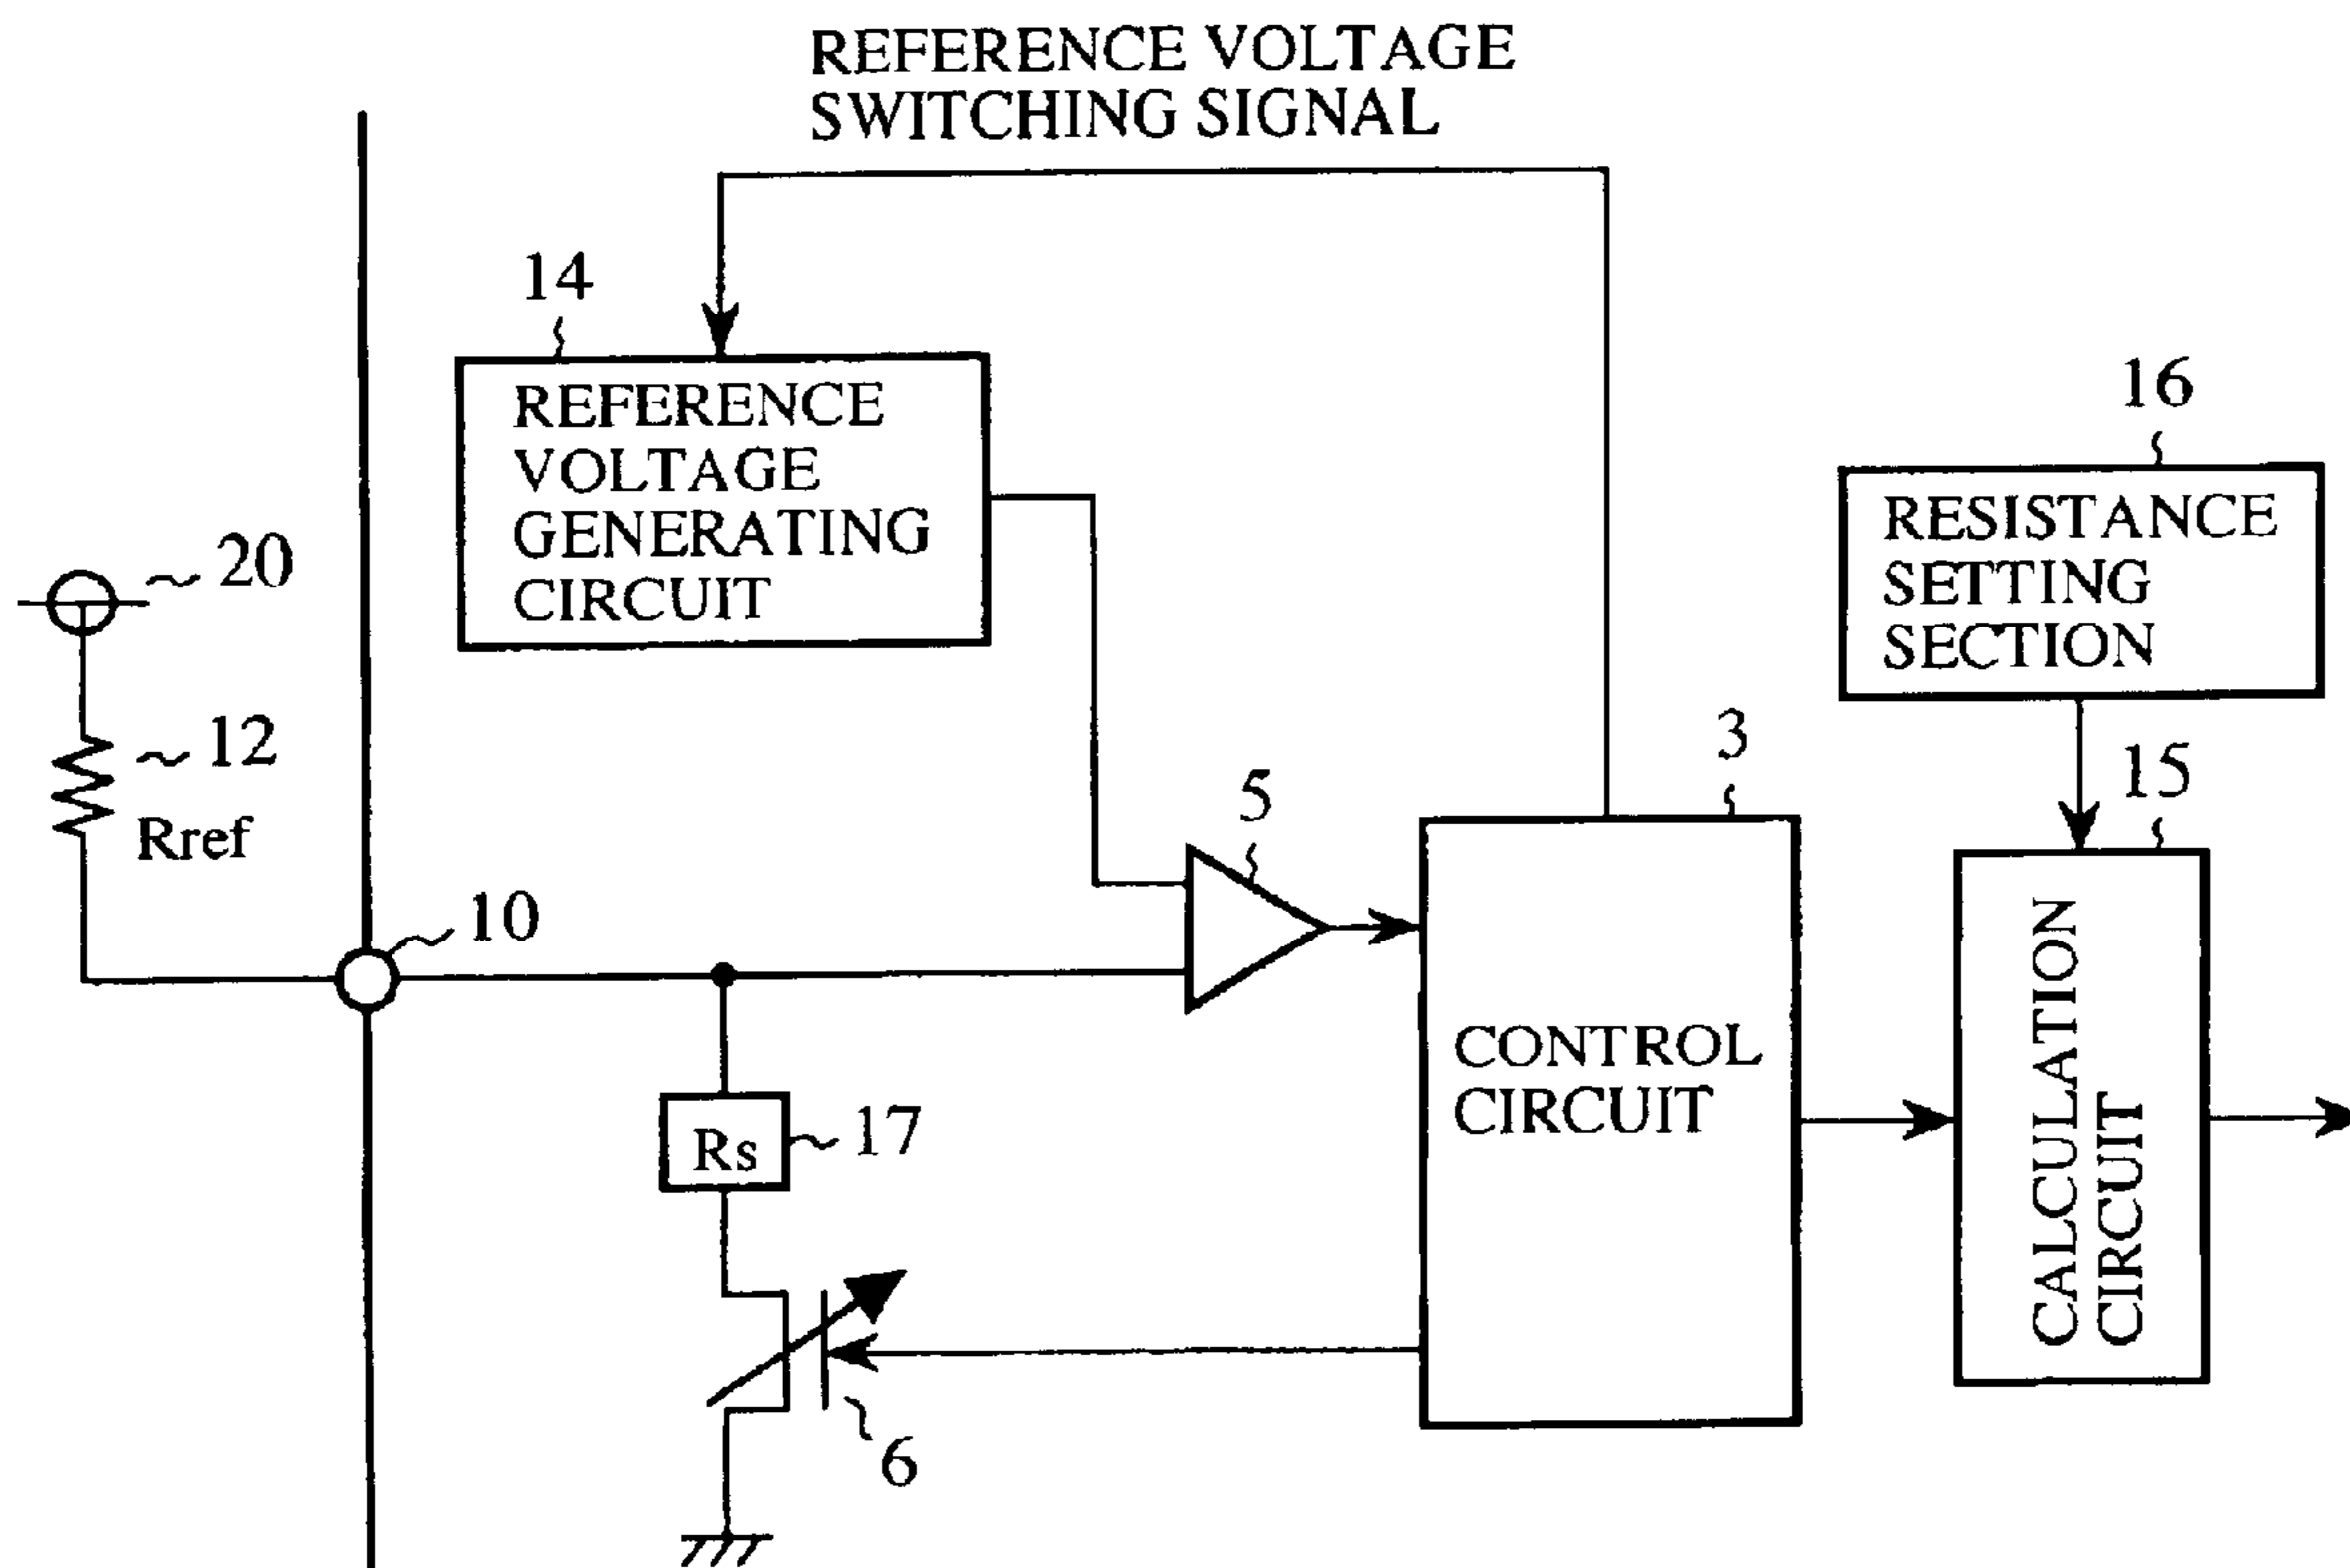 REFERENCE VOLTAGE
SWITCHING SIGNAL
14
REFERENCE
VOLTAGE
GENERATING
CIRCUIT
16
RESISTANCE
SETTING
SECTION
20
12
Rref
10
5
3
15
CONTROL
CIRCUIT
CALCULATION
CIRCUIT
Rs
17
6